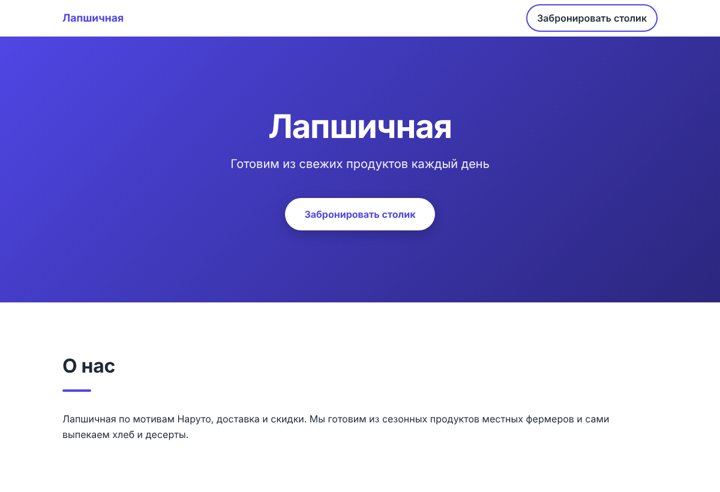 Лапшичная
Забронировать столик
Лапшичная
Готовим из свежих продуктов каждый день
Забронировать столик
О нас
Лапшичная по мотивам Наруто, доставка и скидки. Мы готовим из сезонных продуктов местных фермеров и сами
выпекаем хлеб и десерты.